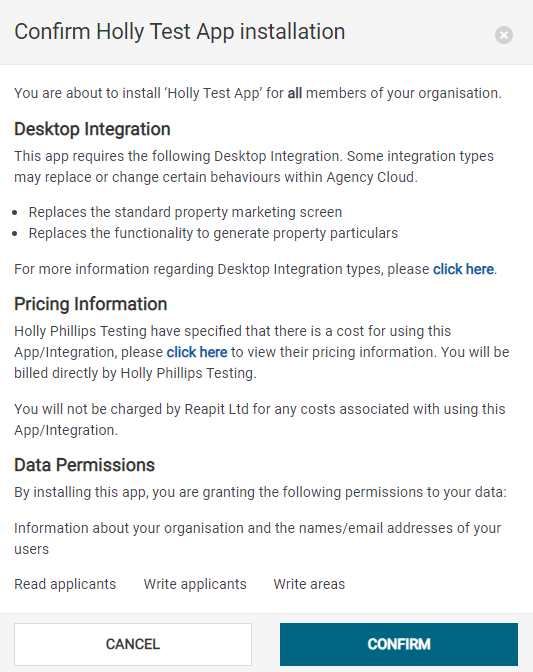 Confirm Holly Test App installation
You are about to install ‘Holly Test App’ for all members of your organisation.
Desktop Integration
This app requires the following Desktop Integration. Some integration types
may replace or change certain behaviours within Agency Cloud.
• Replaces the standard property marketing screen
• Replaces the functionality to generate property particulars
For more information regarding Desktop Integration types, please click here.
Pricing Information
Holly Phillips Testing have specified that there is a cost for using this
App/Integration, please click here to view their pricing information. You will be
billed directly by Holly Phillips Testing.
You will not be charged by Reapit Ltd for any costs associated with using this
App/Integration.
Data Permissions
By installing this app, you are granting the following permissions to your data:
Information about your organisation and the names/email addresses of your
users
Read applicants Write applicants Write areas
CANCEL CONFIRM